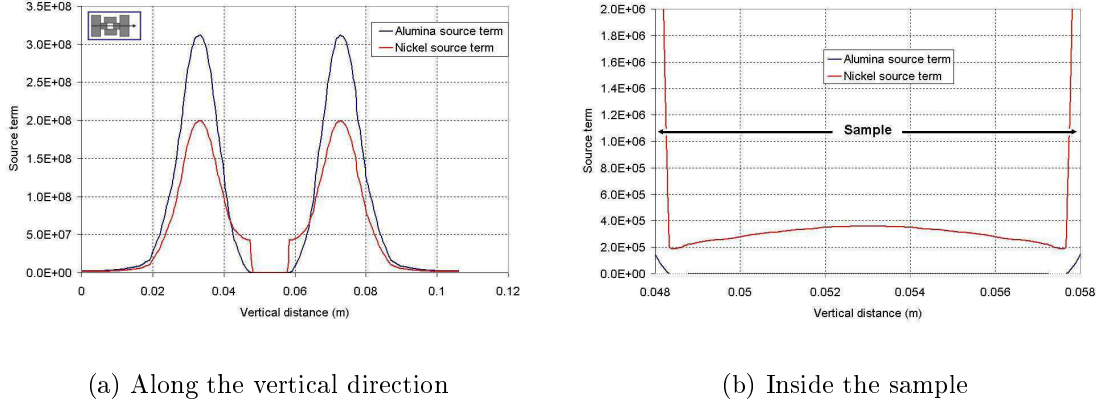 Alumina source term
Nickel source term
3.5E+08
3.0E+08
2.5E+08
2.0E+08
1.5E+08
1.0E+08
5.0E+07
0.0E+00
Source term
0
0.02
0.04
0.06
0.08
0.1
0.12
Vertical distance (m)
(a) Along the vertical direction
Alumina source term
Nickel source term
Sample
2.0E+06
1.8E+06
1.6E+06
1.4E+06
1.2E+06
1.0E+06
8.0E+05
6.0E+05
4.0E+05
2.0E+05
0.0E+00
Source term
0.048
0.05
0.052
0.054
0.056
0.058
Vertical distance (m)
(b) Inside the sample